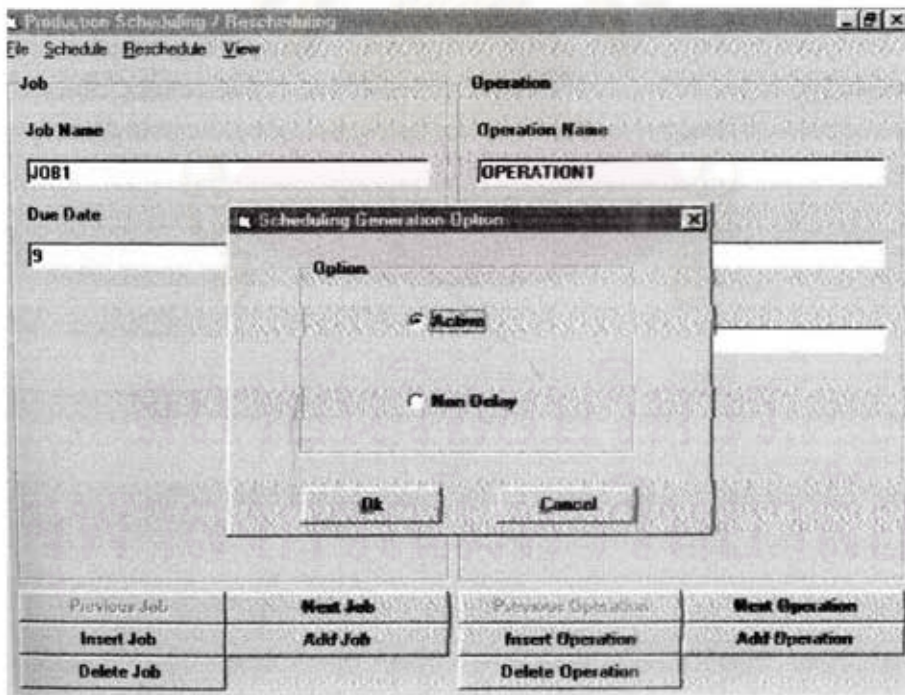 Production Scheduling / Rescheduling
File Schedule Reschedule View
Job
Operation
Job Name
Operation Name
JOB1
OPERATION1
Due Date
9
Scheduling Generation Option
Option
Active
Non Delay
Ok
Cancel
Previous Job
Next Job
Previous Operation
Next Operation
Insert Job
Add Job
Insert Operation
Add Operation
Delete Job
Delete Operation